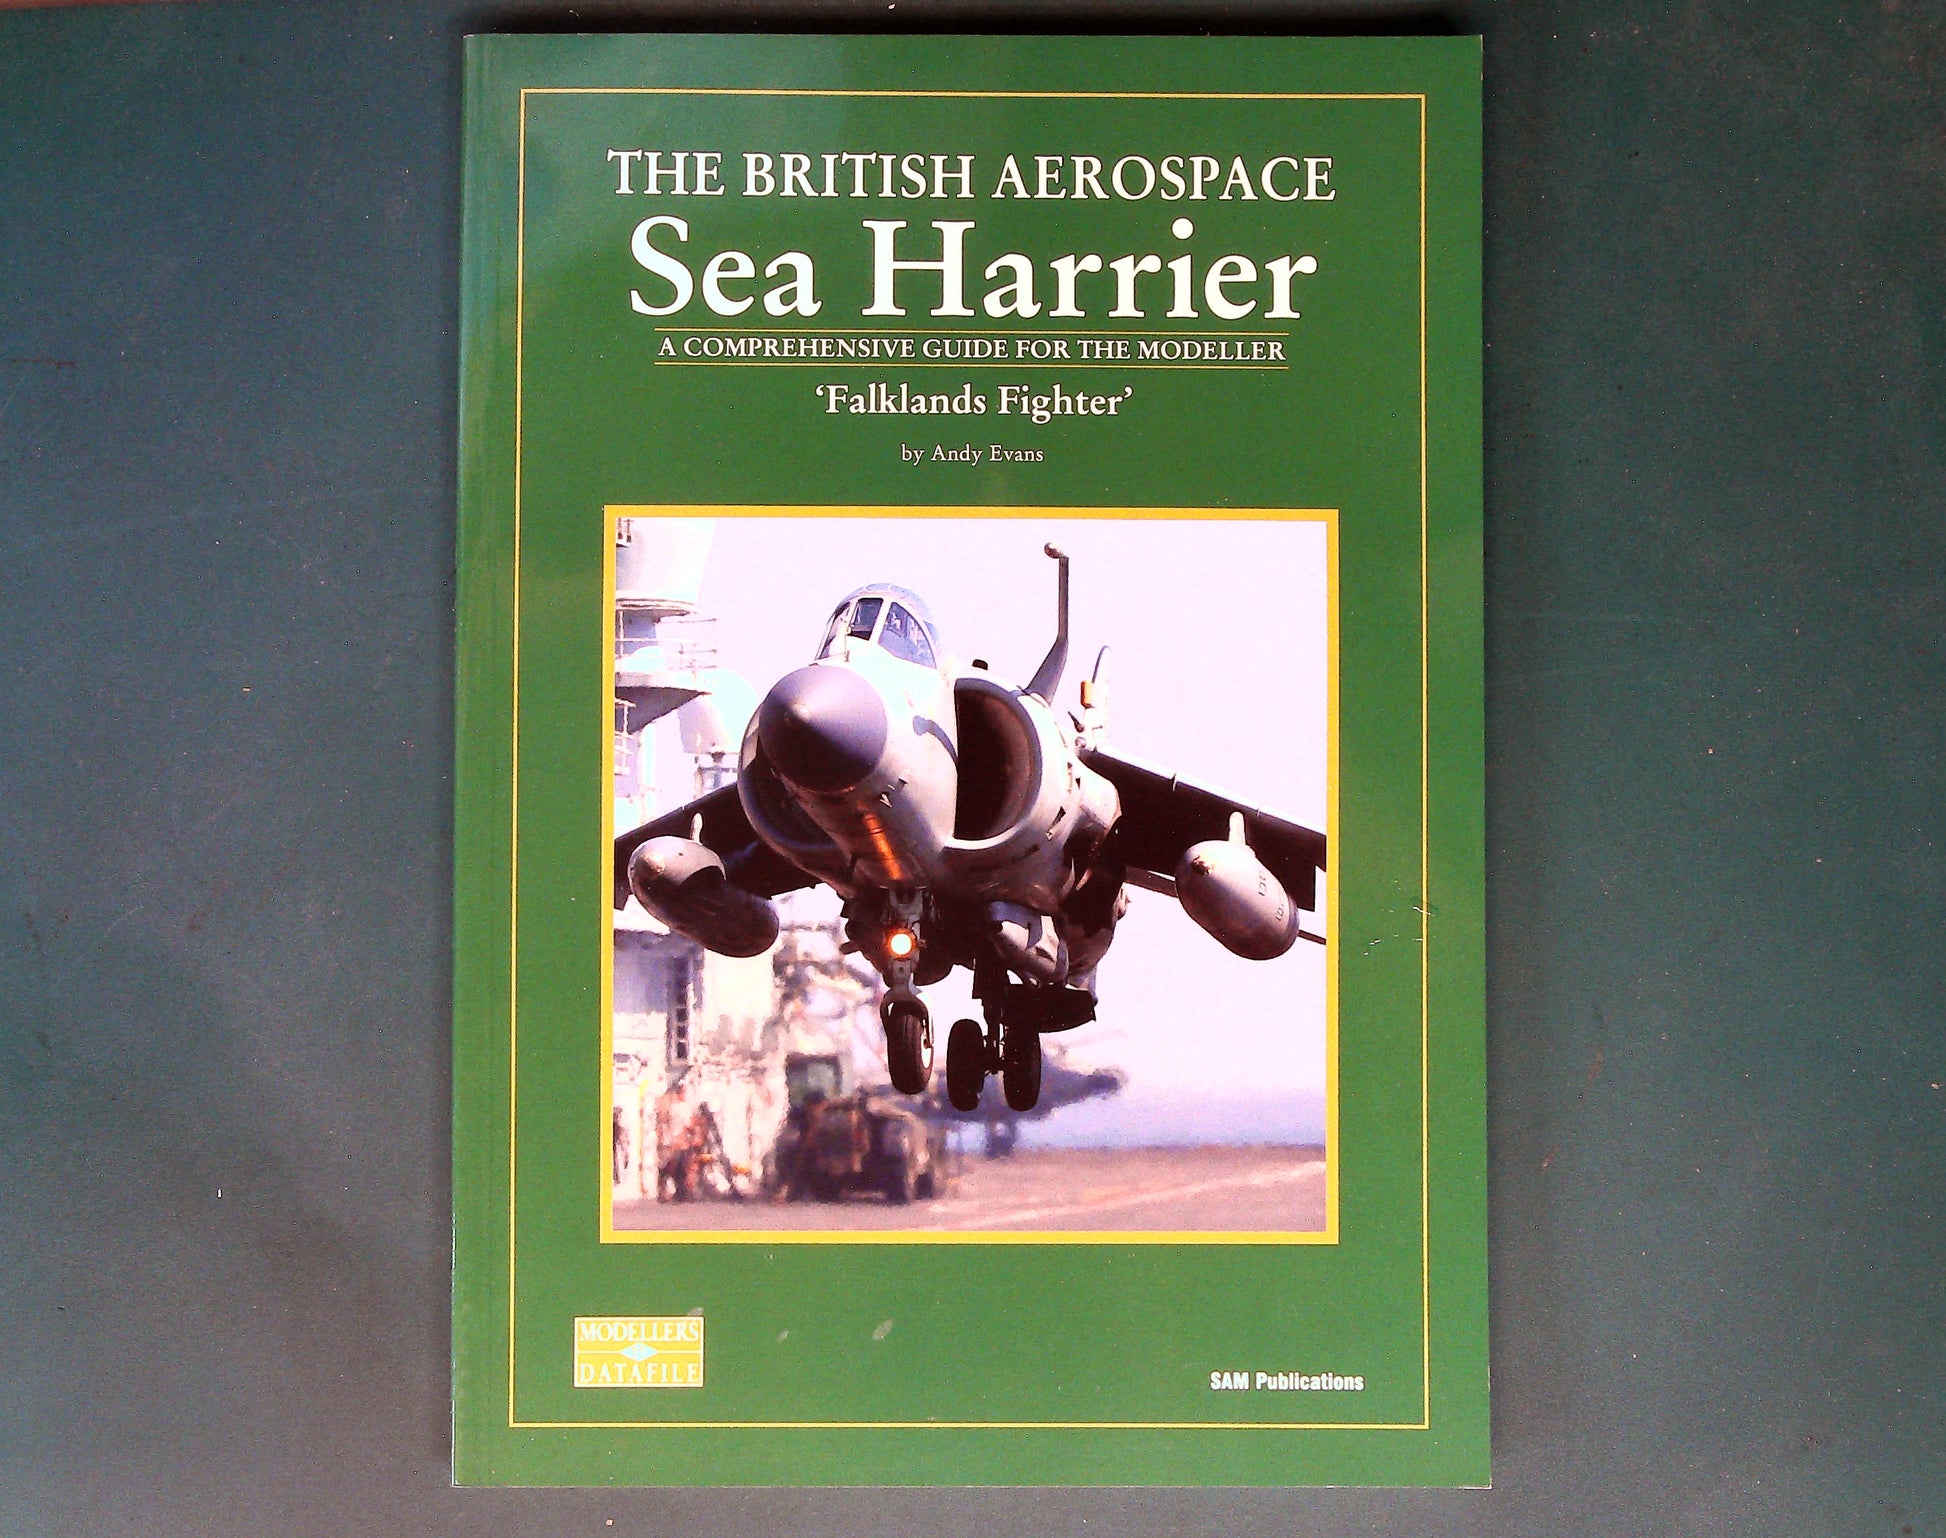 THE BRITISH AEROSPACE
Sea Harrier
A COMPREHENSIVE GUIDE FOR THE MODELLER
‘Falklands Fighter’
by Andy Evans
MODELLERS
DATAFILE
SAM Publications